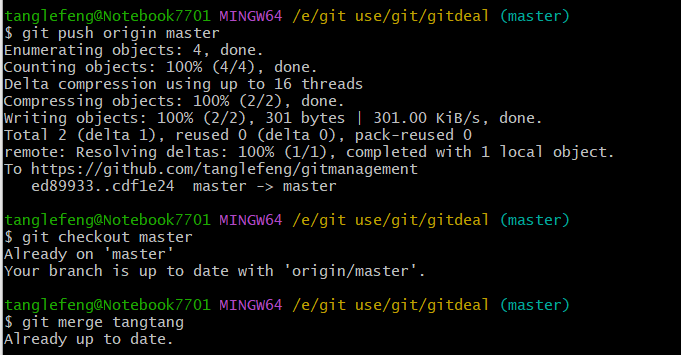 tanglefeng@Notebook7701 MINGW64 /e/git use/git/gitdeal (master)
$ git push origin master
Enumerating objects: 4, done.
Counting objects: 100% (4/4), done.
Delta compression using up to 16 threads
Compressing objects: 100% (2/2), done.
Writing objects: 100% (2/2), 301 bytes | 301.00 KiB/s, done.
Total 2 (delta 1), reused 0 (delta 0), pack-reused 0
remote: Resolving deltas: 100% (1/1), completed with 1 local object.
To https://github.com/tanglefeng/gitmanagement
   ed89933..cdf1e24  master -> master
tanglefeng@Notebook7701 MINGW64 /e/git use/git/gitdeal (master)
$ git checkout master
Already on 'master'
Your branch is up to date with 'origin/master'.
tanglefeng@Notebook7701 MINGW64 /e/git use/git/gitdeal (master)
$ git merge tangtang
Already up to date.